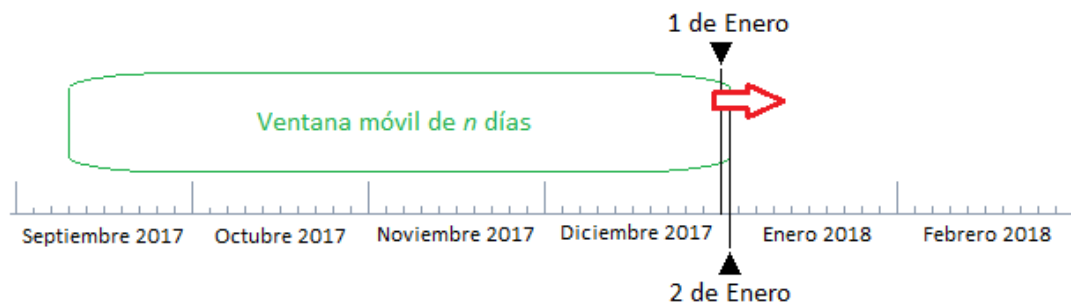 1 de Enero
Ventana móvil de n días
Septiembre 2017
Octubre 2017
Noviembre 2017
Diciembre 2017
Enero 2018
Febrero 2018
2 de Enero